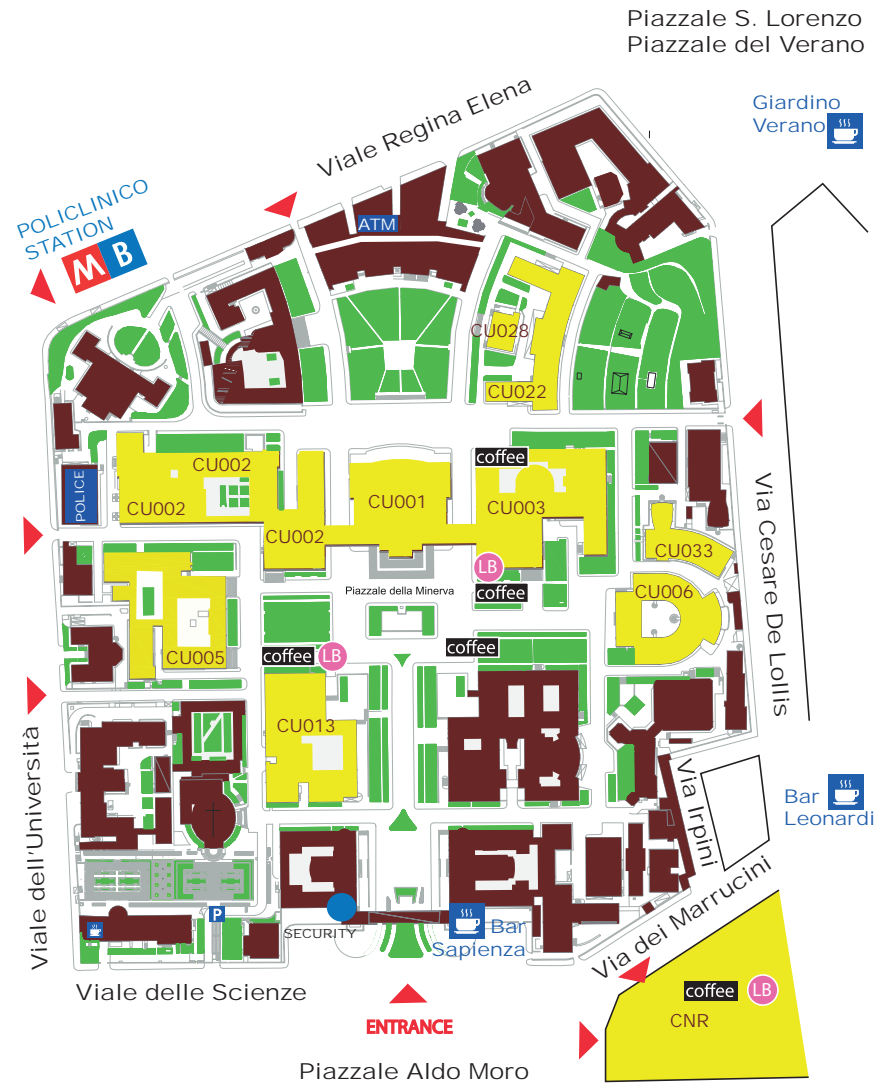 Piazzale S. Lorenzo
Piazzale del Verano
Giardino
Verano
Viale Regina Elena
POLICLINICO
STATION
M B
ATM
CU028
CU022
coffee
CU002
CU002
POLICE
CU001
CU003
CU002
CU033
LB
coffee
Piazzale della Minerva
CU006
Via Cesare De Lollis
coffee
coffee
LB
CU005
CU013
Viale dell'Università
Via Irpini
Bar
Leonardi
P
SECURITY
Bar
Sapienza
Via dei Marrucini
Viale delle Scienze
coffee
LB
CNR
ENTRANCE
Piazzale Aldo Moro